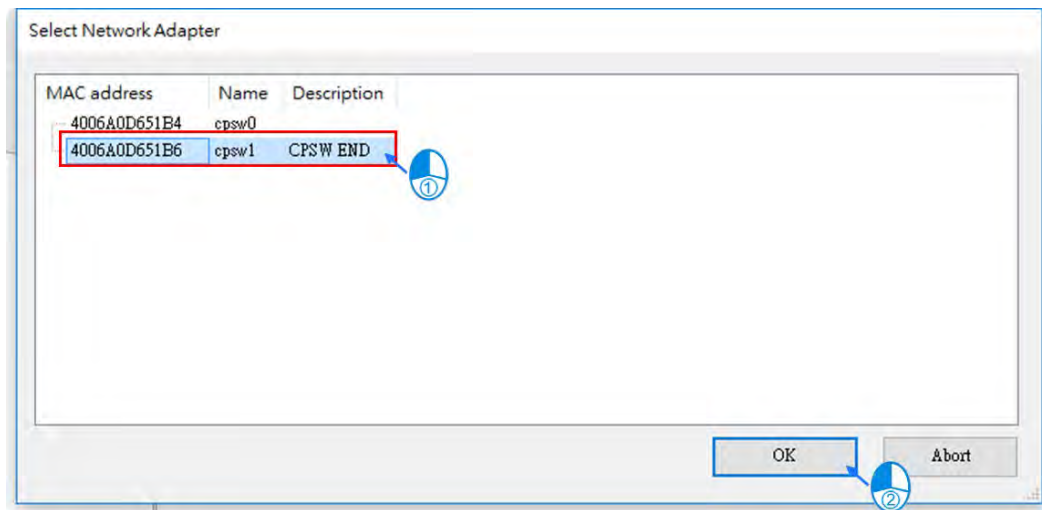 Select Network Adapter
MAC address Name Description
4006A0D651B4 cpsw0
4006A0D651B6 cpsw1 CPSW END
①
OK Abort
②